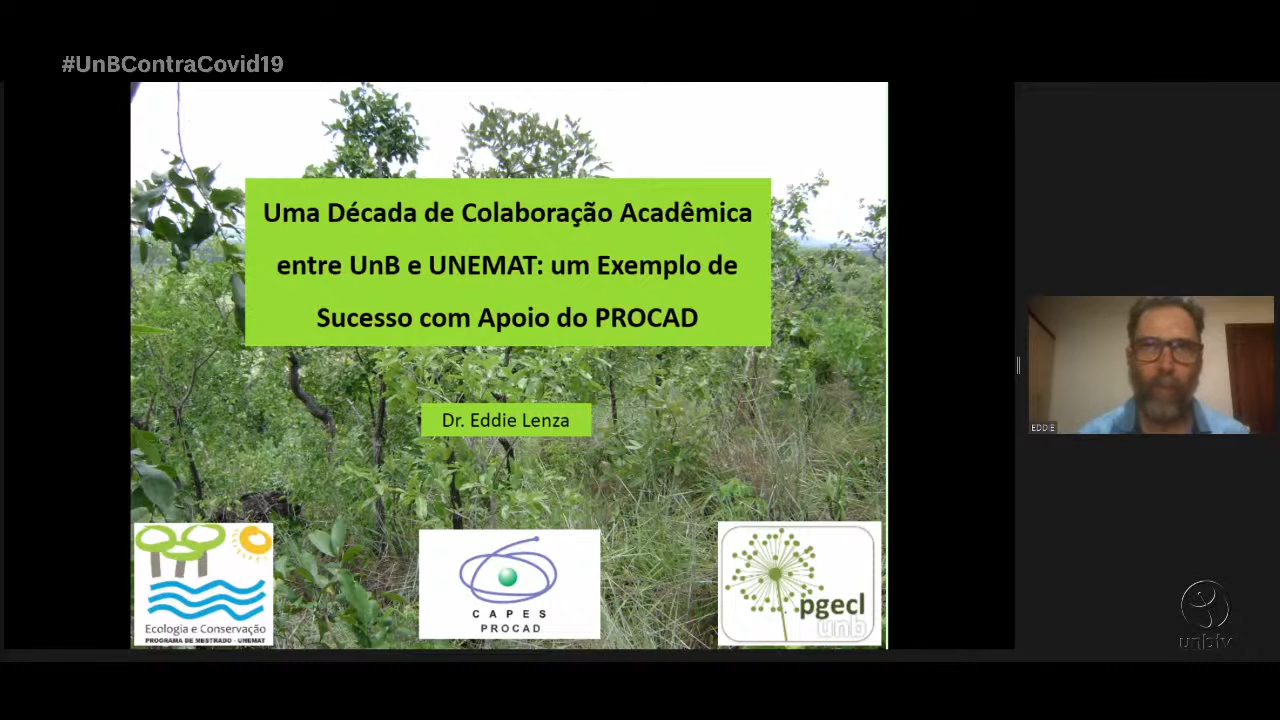 #UnBContraCovid19
Uma Década de Colaboração Acadêmica
entre UnB e UNEMAT: um Exemplo de
Sucesso com Apoio do PROCAD
Dr. Eddie Lenza
EDDIE
Ecologia e Conservação
PROGRAMA DE MESTRADO - UNEMAT
CAPES
PROCAD
pgecl
unb
unbtv